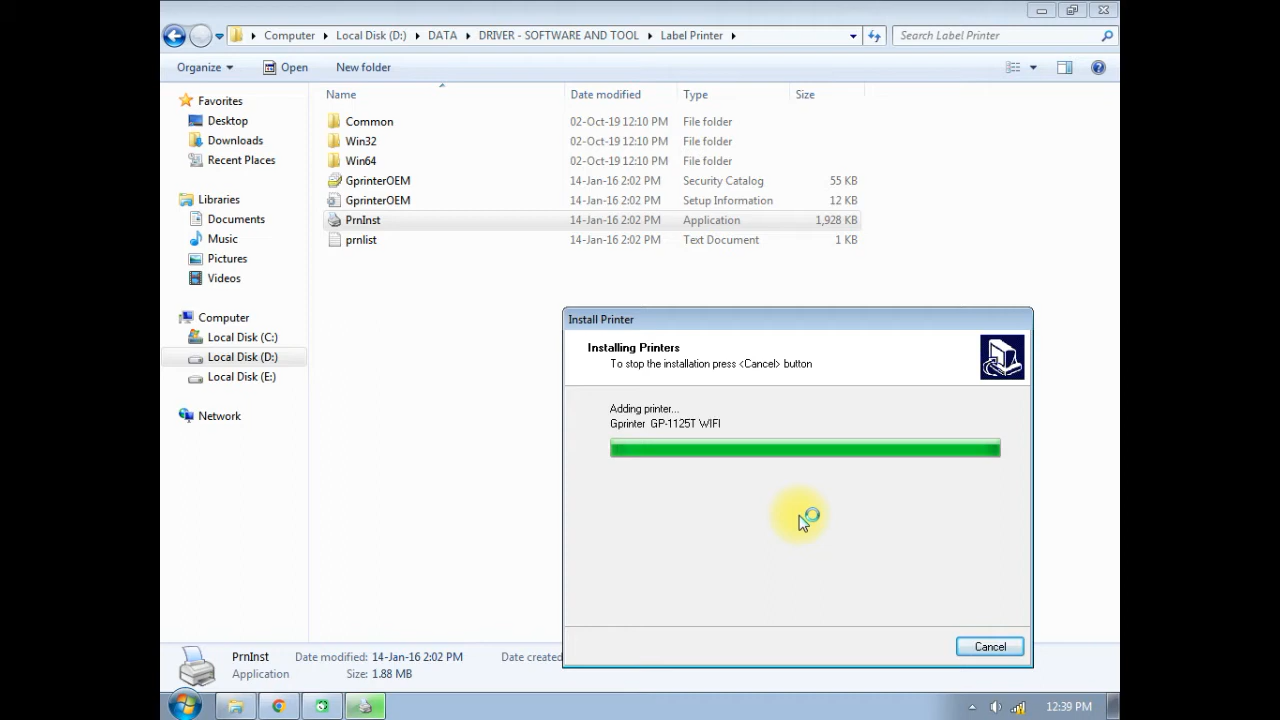 Computer Local Disk (D:) DATA DRIVER - SOFTWARE AND TOOL Label Printer Search Label Printer
Organize Open New folder
Name Date modified Type Size
Favorites
Desktop
Downloads
Recent Places
Libraries
Documents
Music
Pictures
Videos
Computer
Local Disk (C:)
Local Disk (D:)
Local Disk (E:)
Network
Common 02-Oct-19 12:10 PM File folder
Win32 02-Oct-19 12:10 PM File folder
Win64 02-Oct-19 12:10 PM File folder
GprinterOEM 14-Jan-16 2:02 PM Security Catalog 55 KB
GprinterOEM 14-Jan-16 2:02 PM Setup Information 12 KB
PrnInst 14-Jan-16 2:02 PM Application 1,928 KB
prnlist 14-Jan-16 2:02 PM Text Document 1 KB
Install Printer
Installing Printers
To stop the installation press <Cancel> button
Adding printer...
Gprinter GP-1125T WIFI
Cancel
PrnInst Date modified: 14-Jan-16 2:02 PM Date created
Application Size: 1.88 MB
12:39 PM